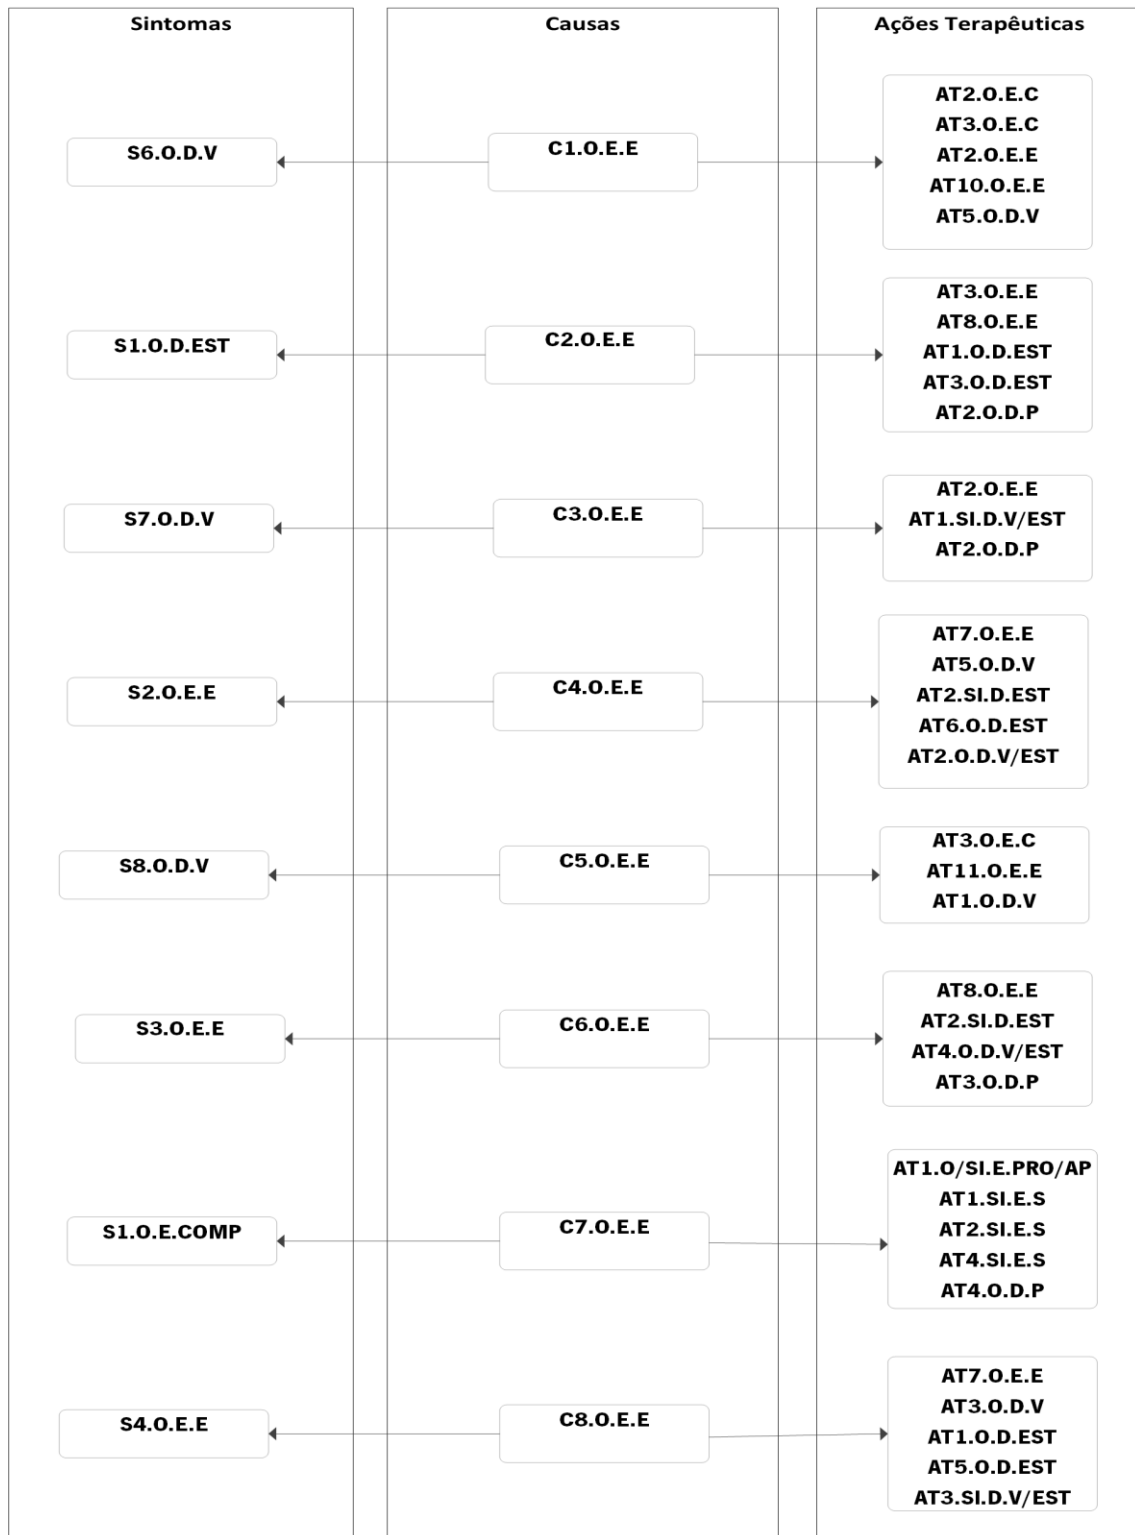 Sintomas
Causas
Ações Terapêuticas
S6.O.D.V
C1.O.E.E
AT2.O.E.C
AT3.O.E.C
AT2.O.E.E
AT10.O.E.E
AT5.O.D.V
S1.O.D.EST
C2.O.E.E
AT3.O.E.E
AT8.O.E.E
AT1.O.D.EST
AT3.O.D.EST
AT2.O.D.P
S7.O.D.V
C3.O.E.E
AT2.O.E.E
AT1.SI.D.V/EST
AT2.O.D.P
S2.O.E.E
C4.O.E.E
AT7.O.E.E
AT5.O.D.V
AT2.SI.D.EST
AT6.O.D.EST
AT2.O.D.V/EST
S8.O.D.V
C5.O.E.E
AT3.O.E.C
AT11.O.E.E
AT1.O.D.V
S3.O.E.E
C6.O.E.E
AT8.O.E.E
AT2.SI.D.EST
AT4.O.D.V/EST
AT3.O.D.P
S1.O.E.COMP
C7.O.E.E
AT1.O/SI.E.PRO/AP
AT1.SI.E.S
AT2.SI.E.S
AT4.SI.E.S
AT4.O.D.P
S4.O.E.E
C8.O.E.E
AT7.O.E.E
AT3.O.D.V
AT1.O.D.EST
AT5.O.D.EST
AT3.SI.D.V/EST